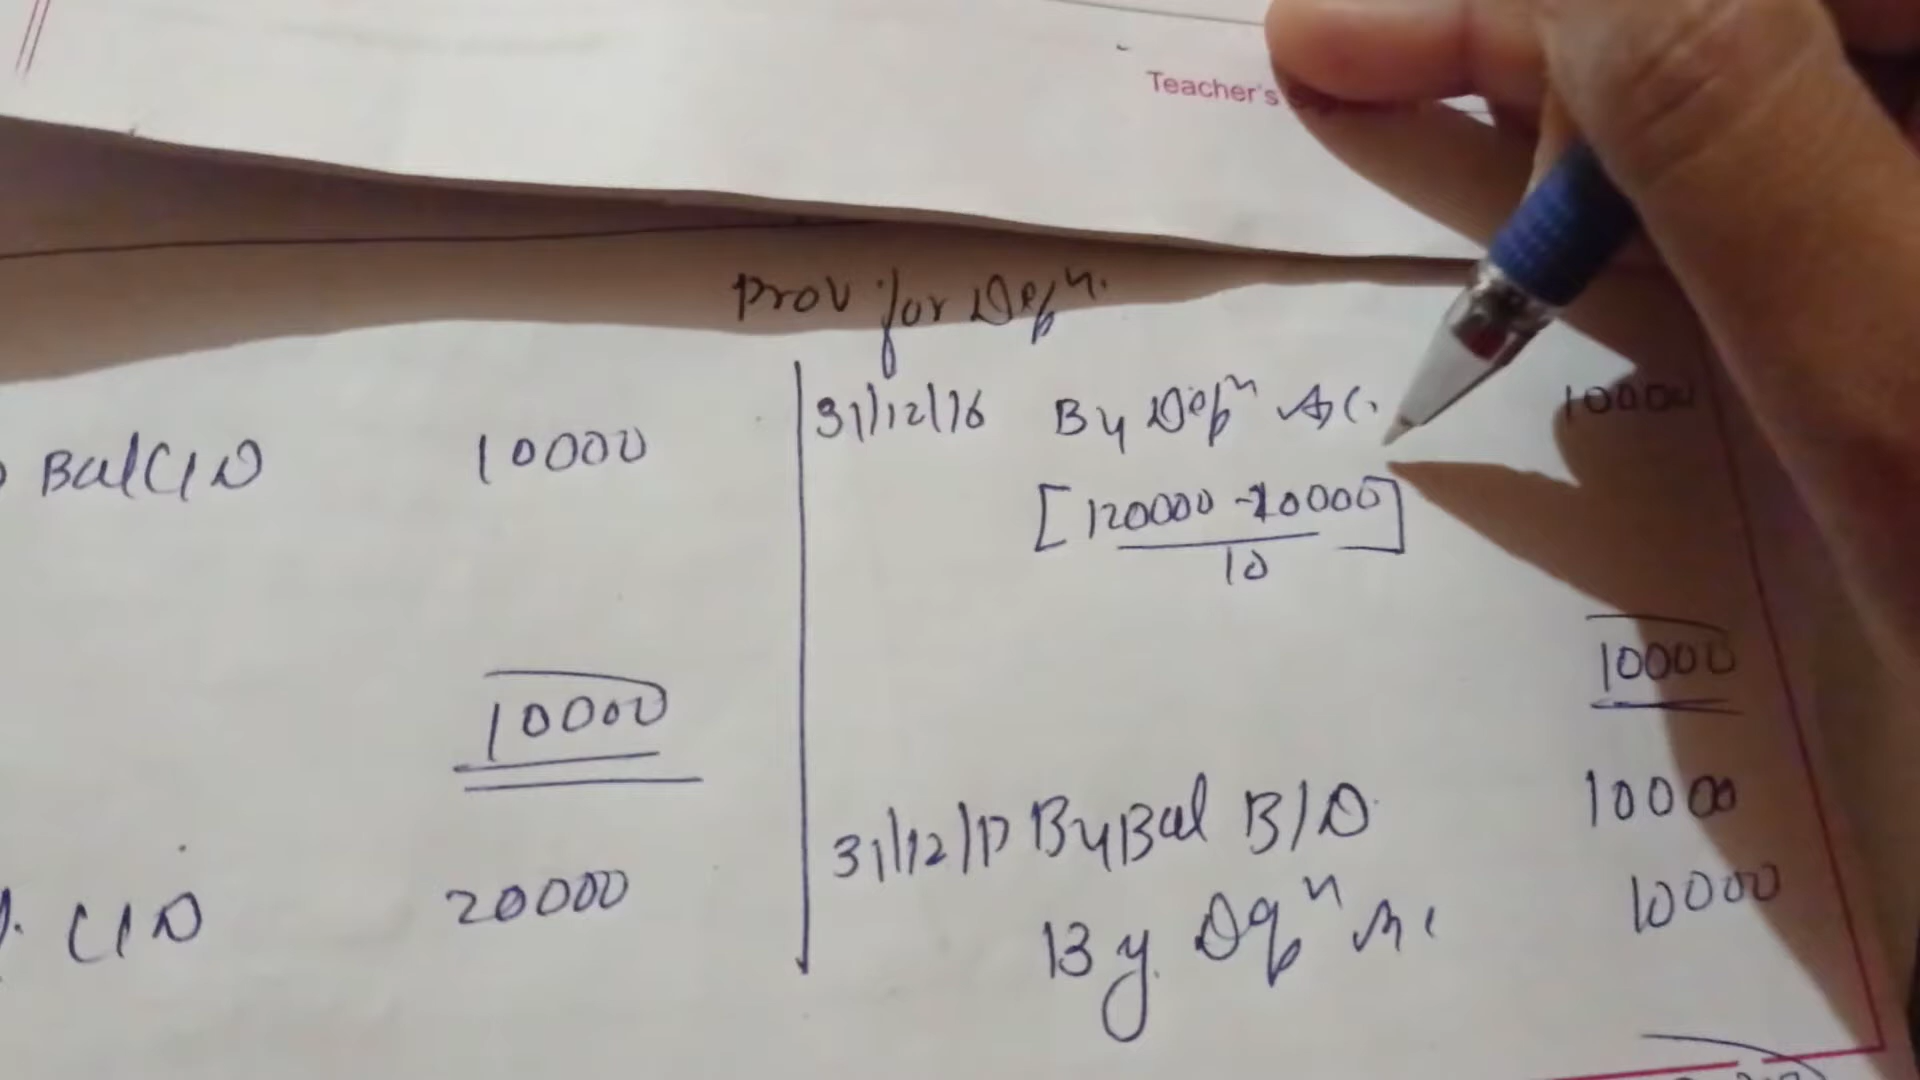 Teacher's
Prov for Depn.
Bal C/D 10000
31/12/16 By Depn A/c. 10000
[120000 - 20000]
10
10000 10000
31/12/17 By Bal B/D 10000
C/D 20000
By Depn A/c 10000